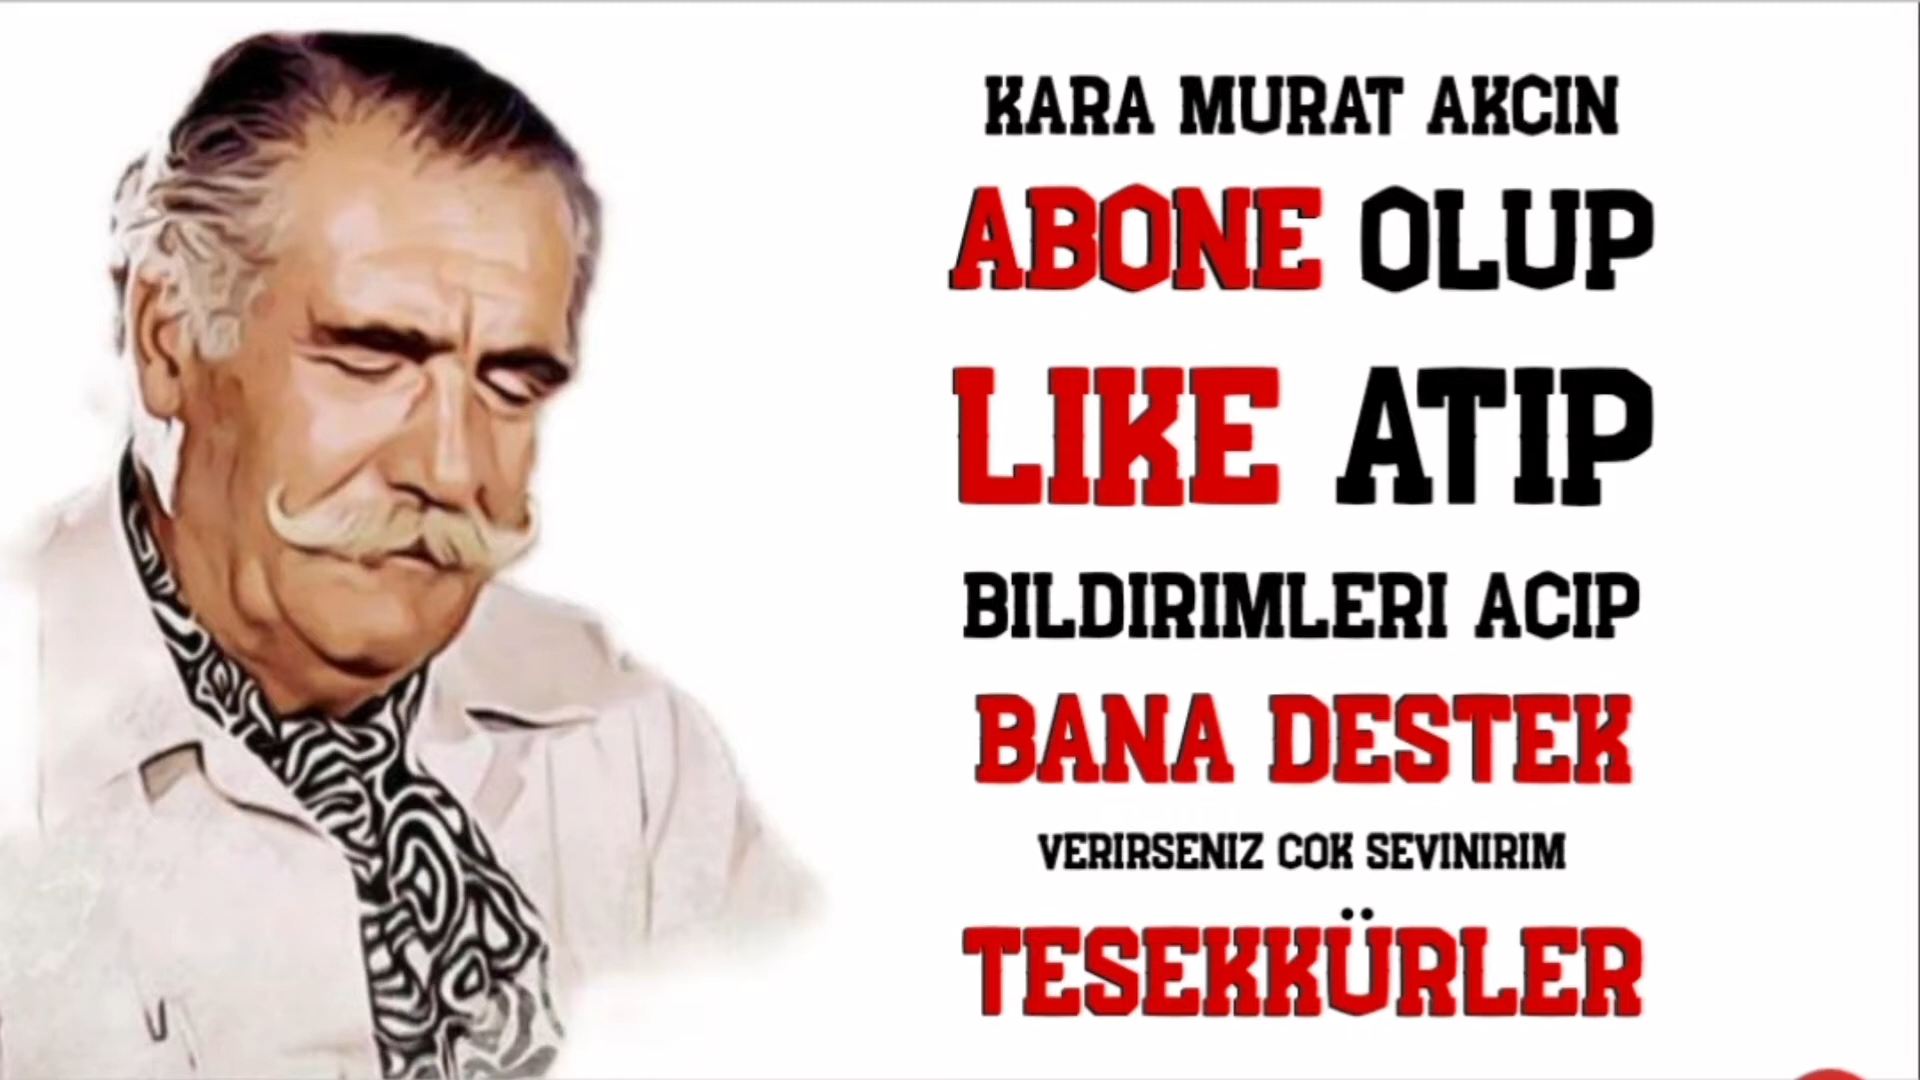 KARA MURAT AKCIN
ABONE OLUP
LIKE ATIP
BILDIRIMLERI ACIP
BANA DESTEK
VERIRSENIZ COK SEVINIRIM
TESEKKÜRLER